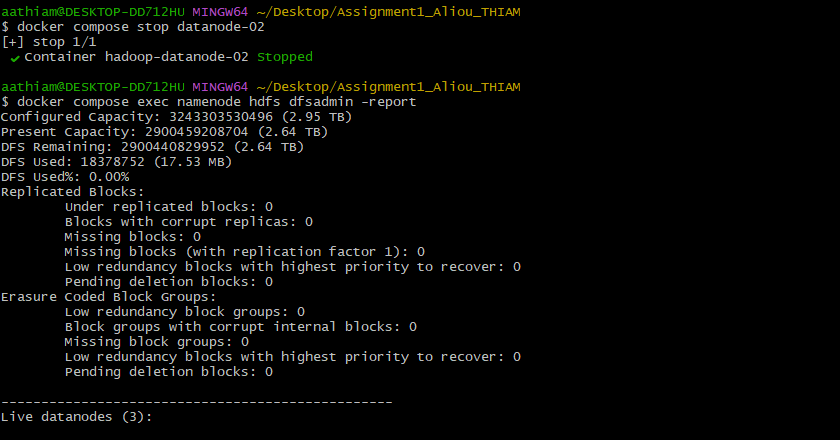 aathiam@DESKTOP-DD712HU MINGW64 ~/Desktop/Assignment1_Aliou_THIAM
$ docker compose stop datanode-02
[+] stop 1/1
✔ Container hadoop-datanode-02 Stopped
aathiam@DESKTOP-DD712HU MINGW64 ~/Desktop/Assignment1_Aliou_THIAM
$ docker compose exec namenode hdfs dfsadmin -report
Configured Capacity: 3243303530496 (2.95 TB)
Present Capacity: 2900459208704 (2.64 TB)
DFS Remaining: 2900440829952 (2.64 TB)
DFS Used: 18378752 (17.53 MB)
DFS Used%: 0.00%
Replicated Blocks:
Under replicated blocks: 0
Blocks with corrupt replicas: 0
Missing blocks: 0
Missing blocks (with replication factor 1): 0
Low redundancy blocks with highest priority to recover: 0
Pending deletion blocks: 0
Erasure Coded Block Groups:
Low redundancy block groups: 0
Block groups with corrupt internal blocks: 0
Missing block groups: 0
Low redundancy blocks with highest priority to recover: 0
Pending deletion blocks: 0
-------------------------------------------------
Live datanodes (3):